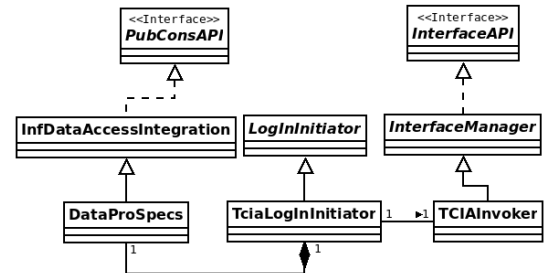 <<Interface>>
PubConsAPI
<<Interface>>
InterfaceAPI
InfDataAccessIntegration
LogInInitiator
InterfaceManager
DataProSpecs
TciaLogInInitiator
1
1
TCIAInvoker
1
1